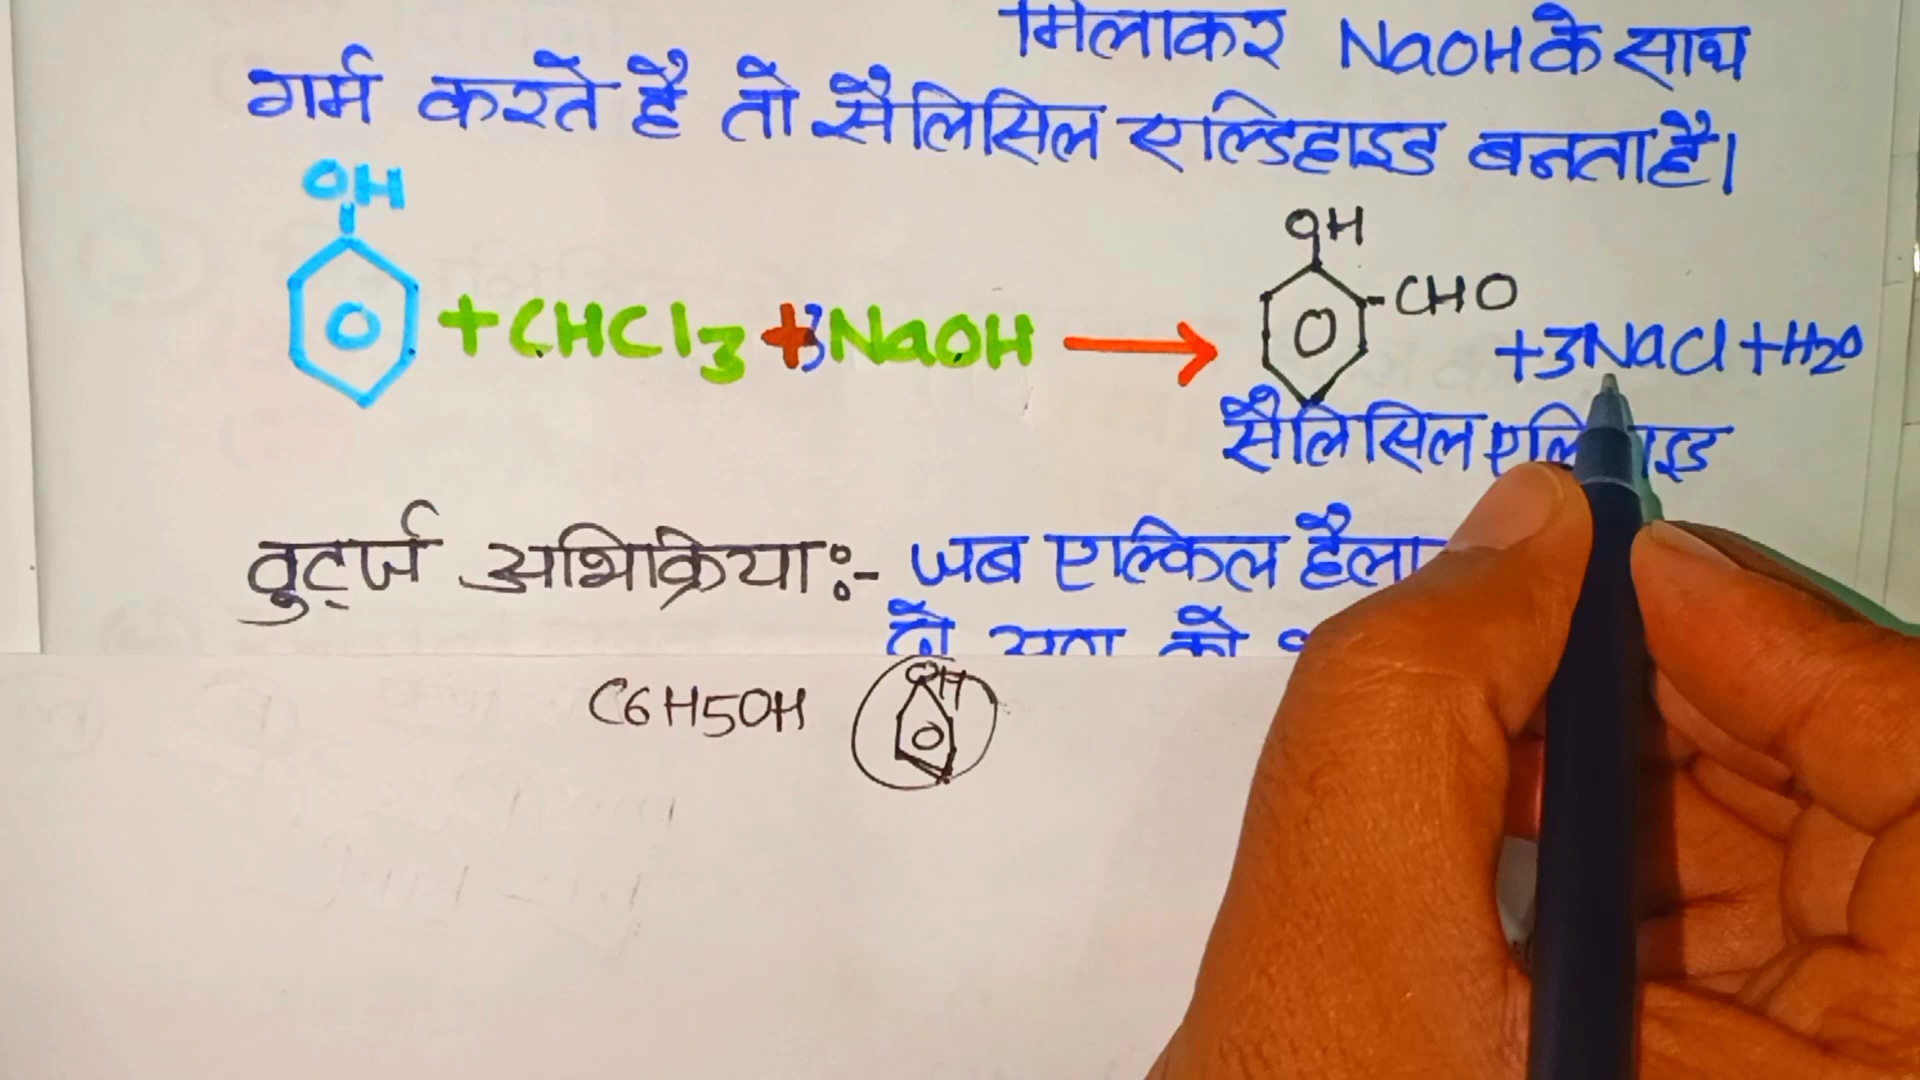 मिलाकर NaOH के साथ
गर्म करते है तो सैलिसिल एल्डिहाइड बनता है।
OH
+ CHCl3 + 3NaOH →
OH
-CHO
+3NaCl + H2O
सैलिसिल
वुर्ट्ज अभिक्रिया:- जब एल्किल
C6H5OH
OH